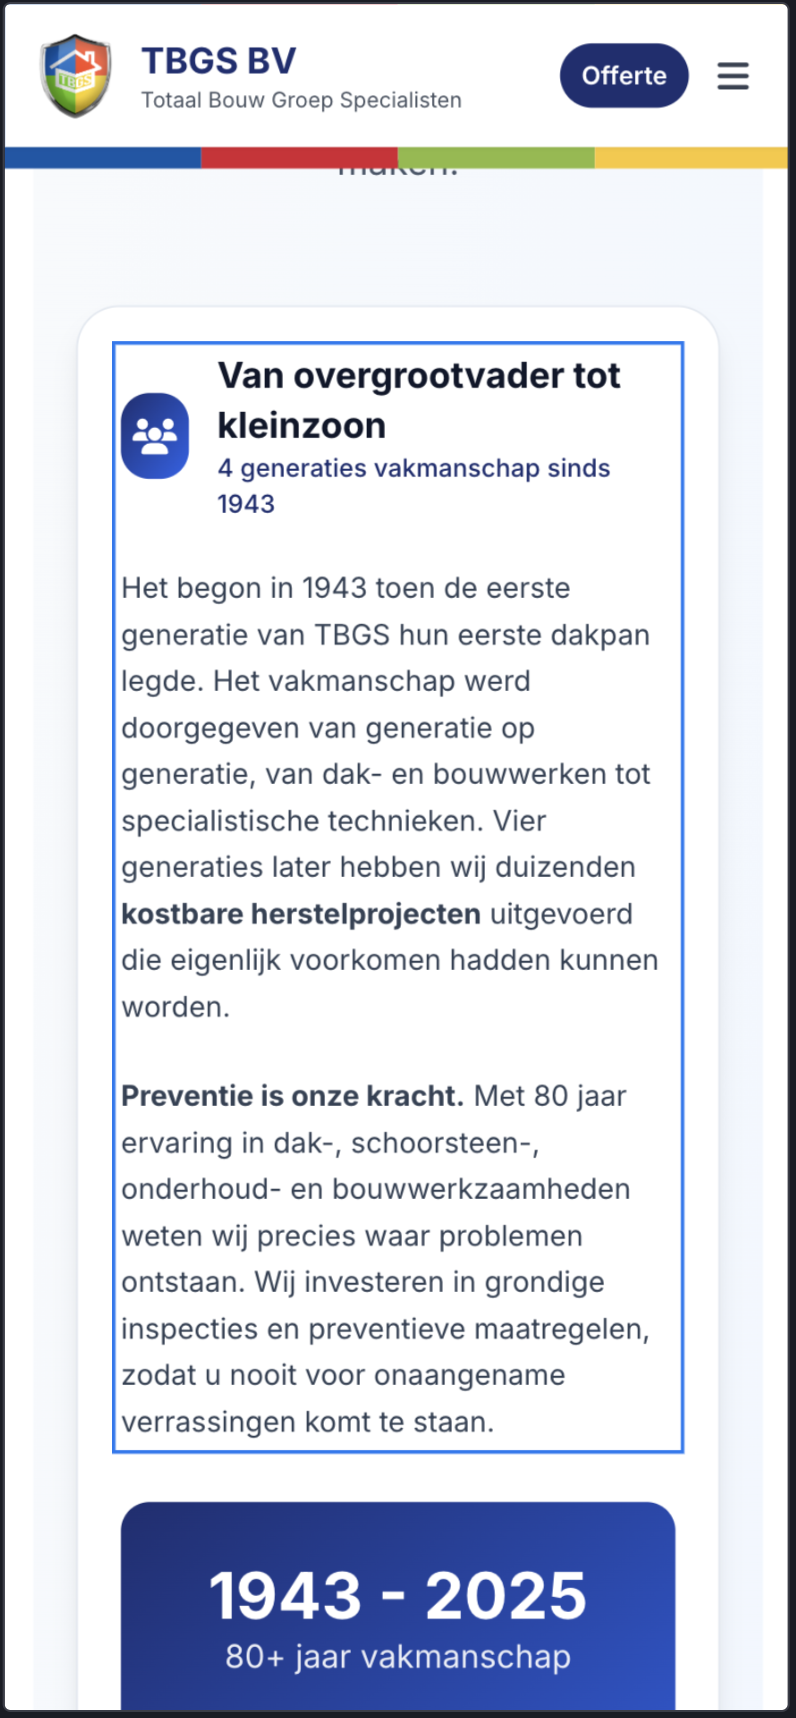 TBGS
TBGS BV
Totaal Bouw Groep Specialisten
Offerte
maken.
Van overgrootvader tot
kleinzoon
4 generaties vakmanschap sinds
1943
Het begon in 1943 toen de eerste
generatie van TBGS hun eerste dakpan
legde. Het vakmanschap werd
doorgegeven van generatie op
generatie, van dak- en bouwwerken tot
specialistische technieken. Vier
generaties later hebben wij duizenden
kostbare herstelprojecten uitgevoerd
die eigenlijk voorkomen hadden kunnen
worden.
Preventie is onze kracht. Met 80 jaar
ervaring in dak-, schoorsteen-,
onderhoud- en bouwwerkzaamheden
weten wij precies waar problemen
ontstaan. Wij investeren in grondige
inspecties en preventieve maatregelen,
zodat u nooit voor onaangename
verrassingen komt te staan.
1943 - 2025
80+ jaar vakmanschap